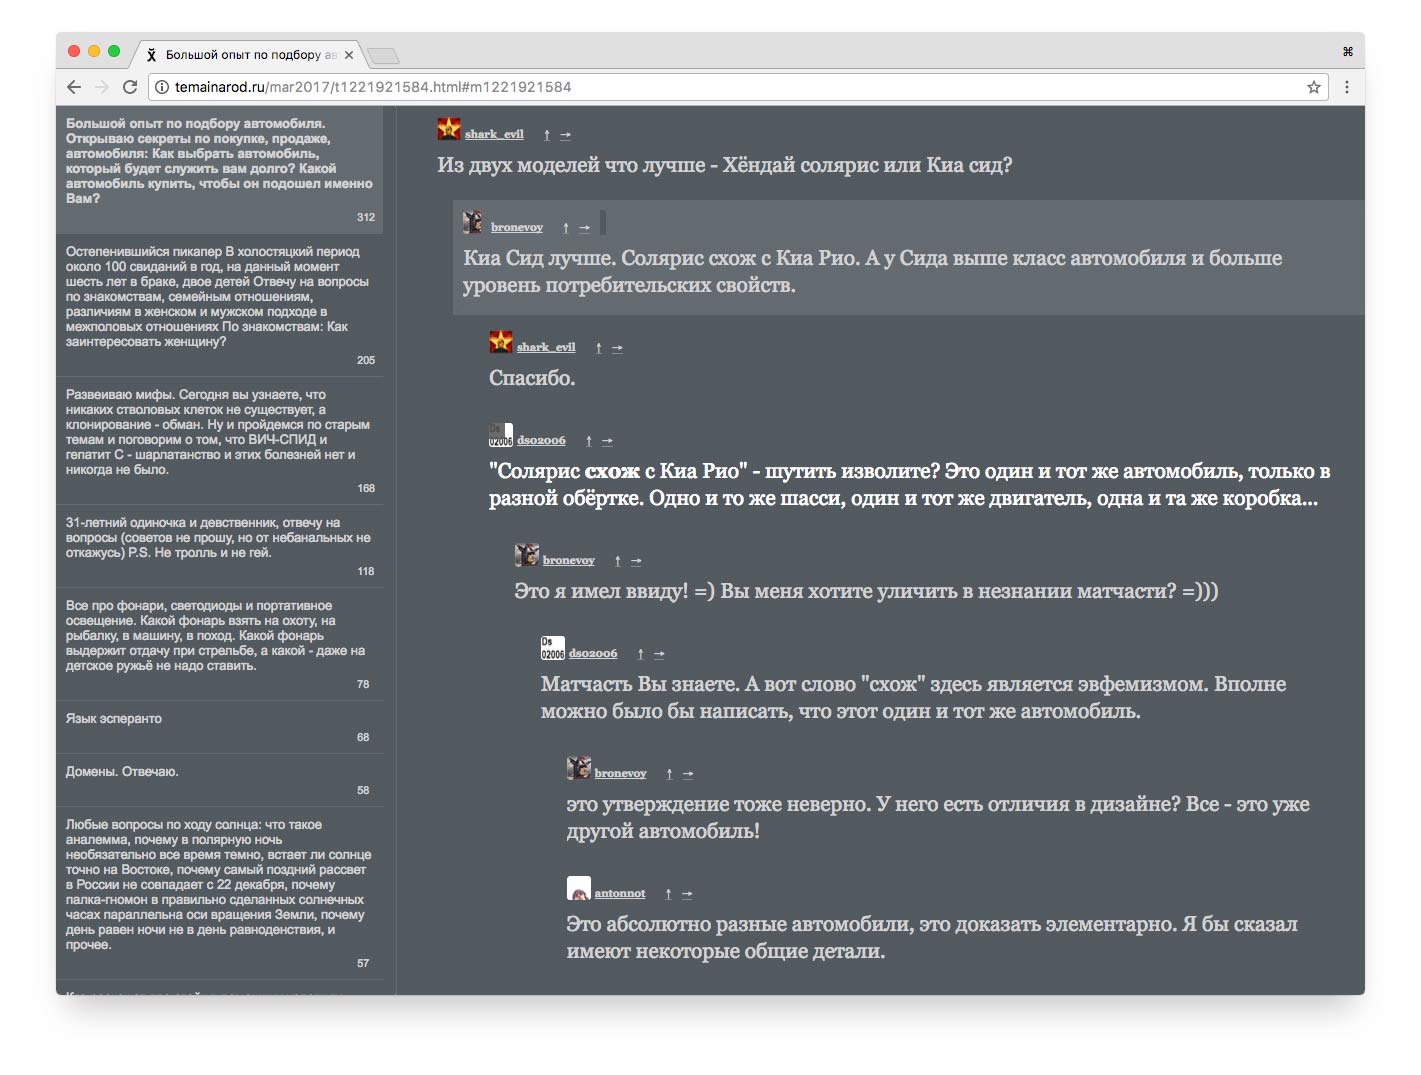 Большой опыт по подбору ав
temainarod.ru/mar2017/t1221921584.html#m1221921584
Большой опыт по подбору автомобиля.
Открываю секреты по покупке, продаже,
автомобиля: Как выбрать автомобиль,
который будет служить вам долго? Какой
автомобиль купить, чтобы он подошел именно
Вам?
312
Остепенившийся пикапер В холостяцкий период
около 100 свиданий в год, на данный момент
шесть лет в браке, двое детей Отвечу на вопросы
по знакомствам, семейным отношениям,
различиям в женском и мужском подходе в
межполовых отношениях По знакомствам: Как
заинтересовать женщину?
205
Развеиваю мифы. Сегодня вы узнаете, что
никаких стволовых клеток не существует, а
клонирование - обман. Ну и пройдемся по старым
темам и поговорим о том, что ВИЧ-СПИД и
гепатит С - шарлатанство и этих болезней нет и
никогда не было.
168
31-летний одиночка и девственник, отвечу на
вопросы (советов не прошу, но от небанальных не
откажусь) P.S. Не тролль и не гей.
118
Все про фонари, светодиоды и портативное
освещение. Какой фонарь взять на охоту, на
рыбалку, в машину, в поход. Какой фонарь
выдержит отдачу при стрельбе, а какой - даже на
детское ружьё не надо ставить.
78
Язык эсперанто
68
Домены. Отвечаю.
58
Любые вопросы по ходу солнца: что такое
аналемма, почему в полярную ночь
необязательно все время темно, встает ли солнце
точно на Востоке, почему самый поздний рассвет
в России не совпадает с 22 декабря, почему
палка-гномон в правильно сделанных солнечных
часах параллельна оси вращения Земли, почему
день равен ночи не в день равноденствия, и
прочее.
57
shark_evil ↑ →
Из двух моделей что лучше - Хёндай солярис или Киа сид?
bronevoy ↑ →
Киа Сид лучше. Солярис схож с Киа Рио. А у Сида выше класс автомобиля и больше
уровень потребительских свойств.
shark_evil ↑ →
Спасибо.
Ds
02006 dso2006 ↑ →
"Солярис схож с Киа Рио" - шутить изволите? Это один и тот же автомобиль, только в
разной обёртке. Одно и то же шасси, один и тот же двигатель, одна и та же коробка...
bronevoy ↑ →
Это я имел ввиду! =) Вы меня хотите уличить в незнании матчасти? =)))
Ds
02006 dso2006 ↑ →
Матчасть Вы знаете. А вот слово "схож" здесь является эвфемизмом. Вполне
можно было бы написать, что этот один и тот же автомобиль.
bronevoy ↑ →
это утверждение тоже неверно. У него есть отличия в дизайне? Все - это уже
другой автомобиль!
antonnot ↑ →
Это абсолютно разные автомобили, это доказать элементарно. Я бы сказал
имеют некоторые общие детали.